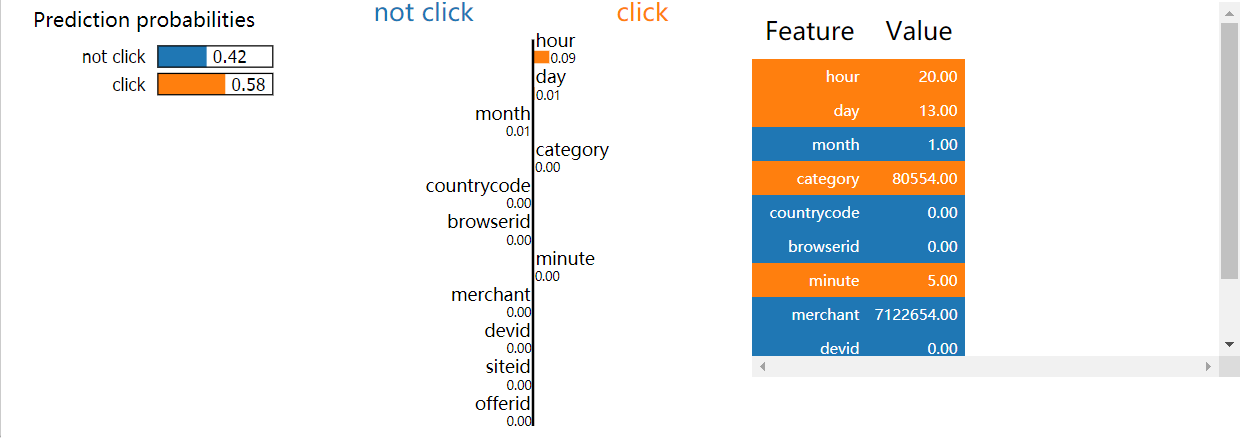 Prediction probabilities
not click 0.42
click 0.58
not click click
hour
0.09
day
0.01
month
0.01
category
0.00
countrycode
0.00
browserid
0.00
minute
0.00
merchant
0.00
devid
0.00
siteid
0.00
offerid
0.00
Feature Value
hour 20.00
day 13.00
month 1.00
category 80554.00
countrycode 0.00
browserid 0.00
minute 5.00
merchant 7122654.00
devid 0.00